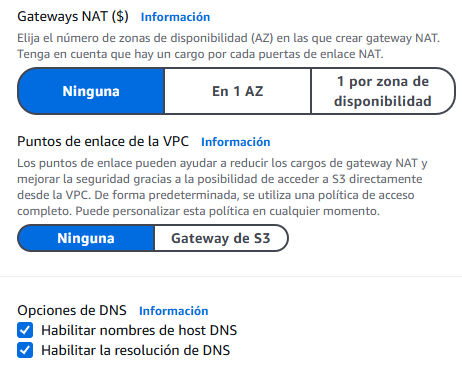 Gateways NAT ($) Información
Elija el número de zonas de disponibilidad (AZ) en las que crear gateway NAT.
Tenga en cuenta que hay un cargo por cada puertas de enlace NAT.
Ninguna En 1 AZ 1 por zona de
disponibilidad
Puntos de enlace de la VPC Información
Los puntos de enlace pueden ayudar a reducir los cargos de gateway NAT y
mejorar la seguridad gracias a la posibilidad de acceder a S3 directamente
desde la VPC. De forma predeterminada, se utiliza una política de acceso
completo. Puede personalizar esta política en cualquier momento.
Ninguna Gateway de S3
Opciones de DNS Información
Habilitar nombres de host DNS
Habilitar la resolución de DNS